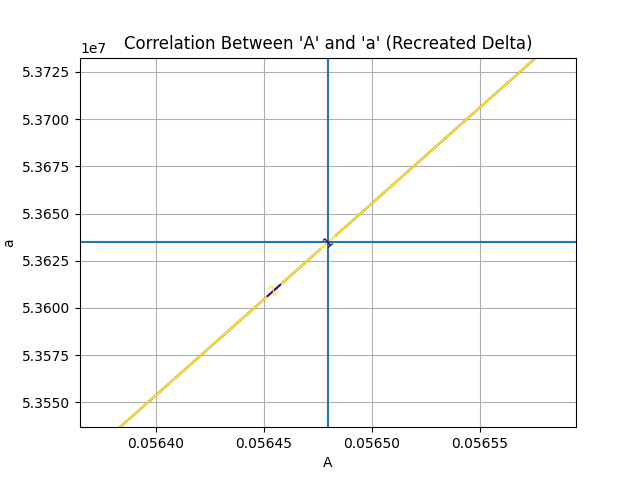 Correlation Between 'A' and 'a' (Recreated Delta)
1e7
5.3725
5.3700
5.3675
5.3650
5.3625
5.3600
5.3575
5.3550
a
0.05640 0.05645 0.05650 0.05655
A